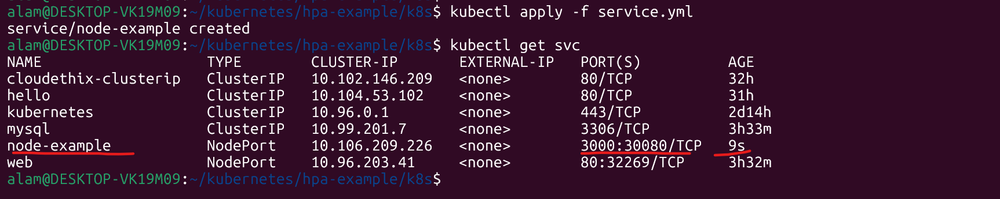 alam@DESKTOP-VK19M09:~/kubernetes/hpa-example/k8s$ kubectl apply -f service.yml
service/node-example created
alam@DESKTOP-VK19M09:~/kubernetes/hpa-example/k8s$ kubectl get svc
NAME TYPE CLUSTER-IP EXTERNAL-IP PORT(S) AGE
cloudethix-clusterip ClusterIP 10.102.146.209 <none> 80/TCP 32h
hello ClusterIP 10.104.53.102 <none> 80/TCP 31h
kubernetes ClusterIP 10.96.0.1 <none> 443/TCP 2d14h
mysql ClusterIP 10.99.201.7 <none> 3306/TCP 3h33m
node-example NodePort 10.106.209.226 <none> 3000:30080/TCP 9s
web NodePort 10.96.203.41 <none> 80:32269/TCP 3h32m
alam@DESKTOP-VK19M09:~/kubernetes/hpa-example/k8s$